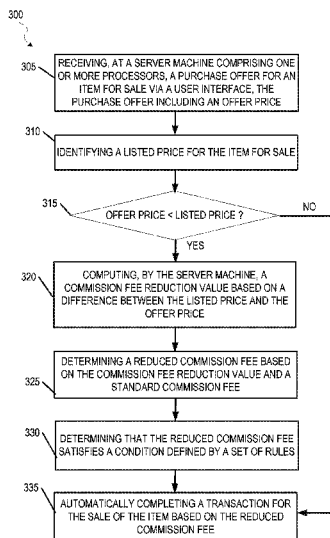 300
305
RECEIVING, AT A SERVER MACHINE COMPRISING ONE
OR MORE PROCESSORS, A PURCHASE OFFER FOR AN
ITEM FOR SALE VIA A USER INTERFACE, THE
PURCHASE OFFER INCLUDING AN OFFER PRICE
310
IDENTIFYING A LISTED PRICE FOR THE ITEM FOR SALE
315
OFFER PRICE < LISTED PRICE ?
NO
YES
320
COMPUTING, BY THE SERVER MACHINE, A
COMMISSION FEE REDUCTION VALUE BASED ON A
DIFFERENCE BETWEEN THE LISTED PRICE AND THE
OFFER PRICE
325
DETERMINING A REDUCED COMMISSION FEE BASED
ON THE COMMISSION FEE REDUCTION VALUE AND A
STANDARD COMMISSION FEE
330
DETERMINING THAT THE REDUCED COMMISSION FEE
SATISFIES A CONDITION DEFINED BY A SET OF RULES
335
AUTOMATICALLY COMPLETING A TRANSACTION FOR
THE SALE OF THE ITEM BASED ON THE REDUCED
COMMISSION FEE